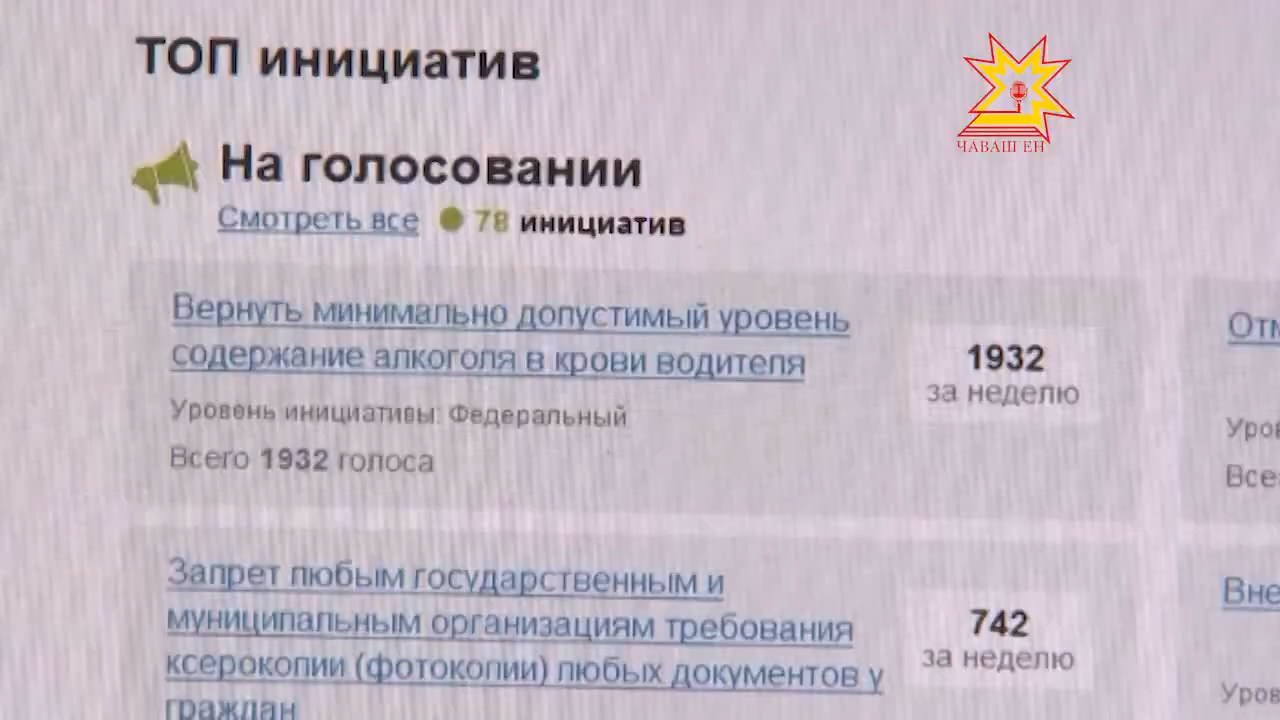 ТОП инициатив
ЧАВАШ ЕН
На голосовании
Смотреть все 78 инициатив
Вернуть минимально допустимый уровень
содержание алкоголя в крови водителя
1932
за неделю
Уровень инициативы: Федеральный
Всего 1932 голоса
Запрет любым государственным и
муниципальным организациям требования
ксерокопии (фотокопии) любых документов у
граждан
742
за неделю